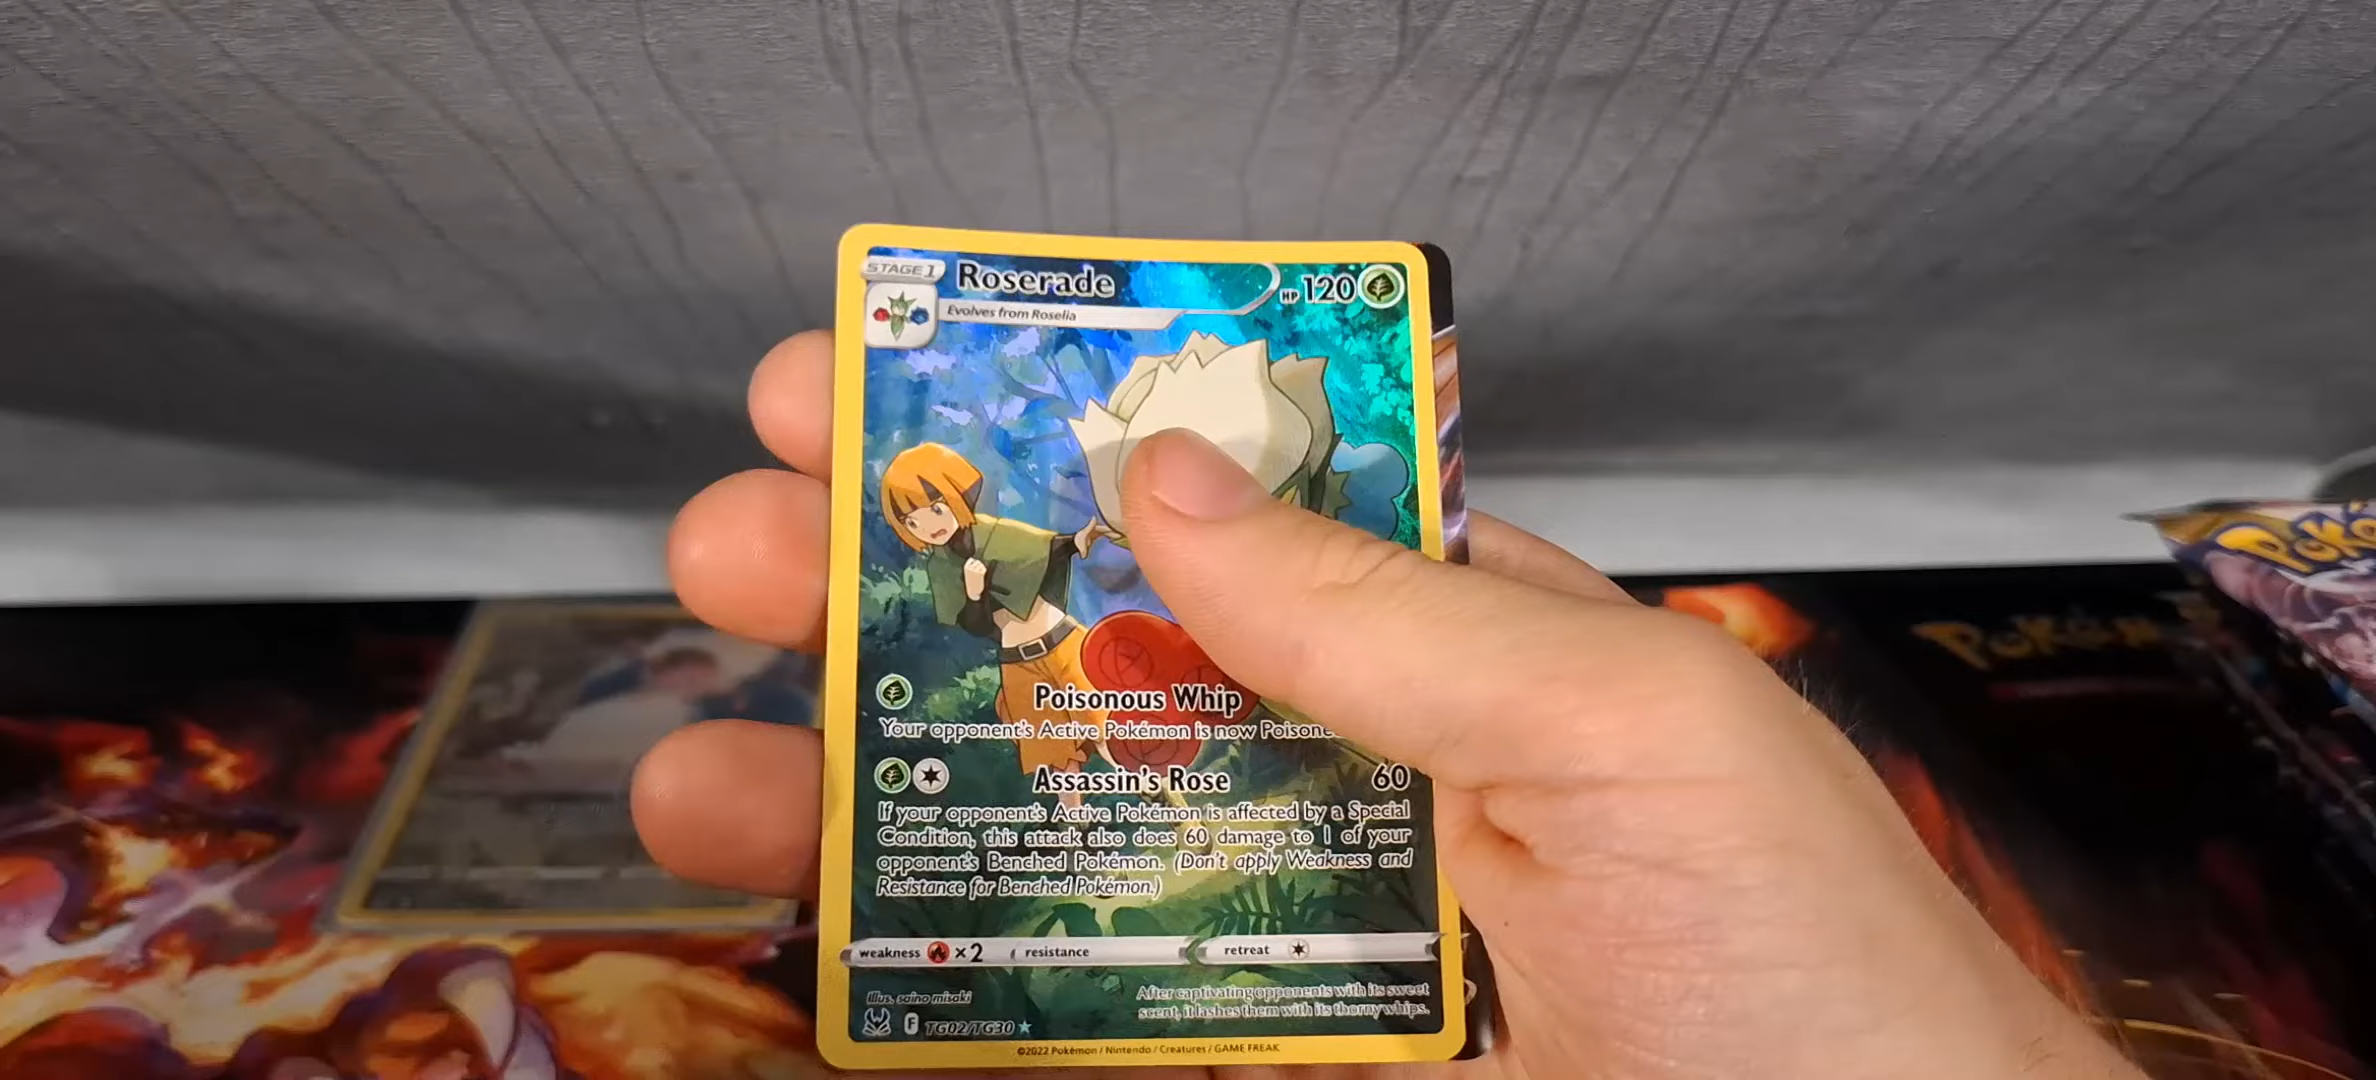 STAGE 1
Roserade
HP 120
Evolves from Roselia
Poisonous Whip
Your opponent's Active Pokémon is now
Assassin's Rose
60
If your opponent's Active Pokémon is affected by a Special
Condition, this attack also does 60 damage to 1 of your
opponent's Benched Pokémon. (Don't apply Weakness and
Resistance for Benched Pokémon.)
weakness ×2
resistance
retreat
Illus. saino misaki
After captivating opponents with its sweet
scent, it lashes them with its thorny whips.
F TG02/TG30
©2022 Pokémon / Nintendo / Creatures / GAME FREAK